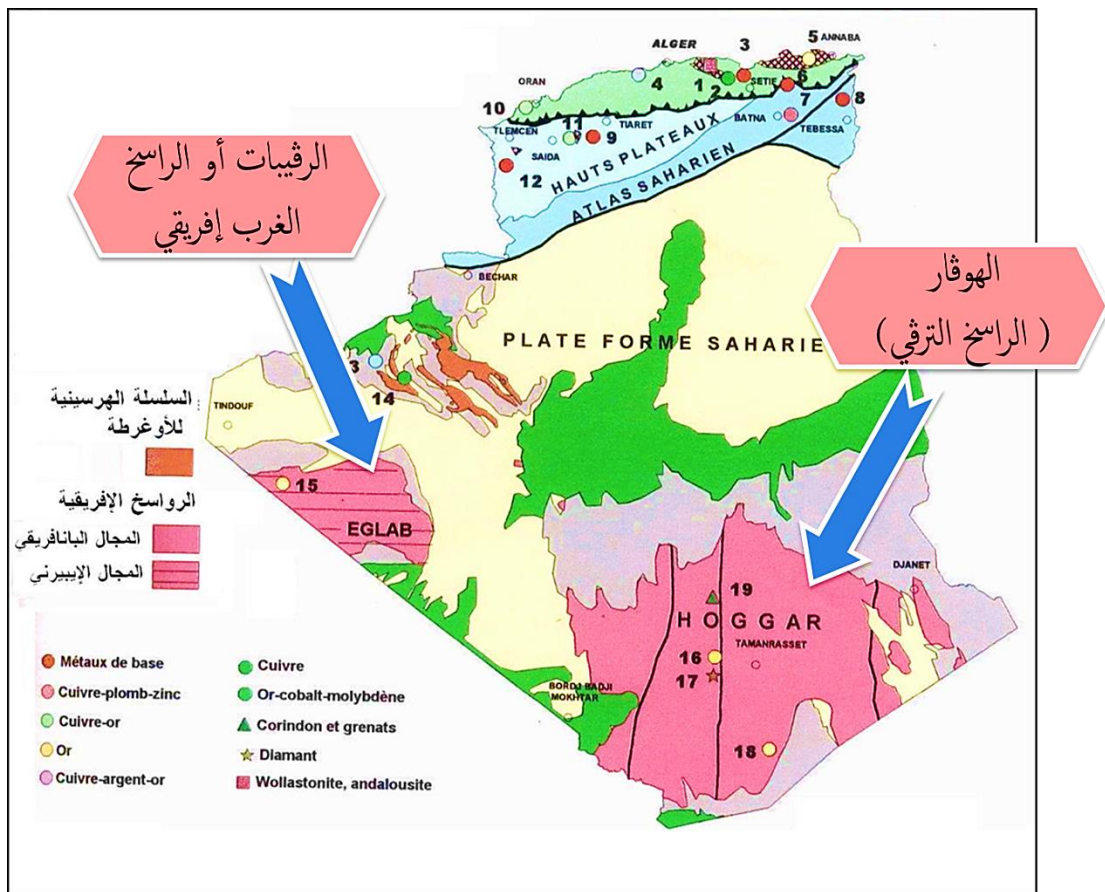 ALGER
3
5
ANNABA
ORAN
4
1
2
SETIF
6
10
7
8
11
TLEMCEN
TIARET
BATNA
TEBESSA
SAIDA
9
12
HAUTS PLATEAUX
ATLAS SAHARIEN
الرڤيبات أو الراسخ
الغرب إفريقي
BECHAR
الهوڤار
( الراسخ الترڤي)
PLATE FORME SAHARIE
3
14
TINDOUF
السلسلة الهرسينية
للأوغرطة
الرواسخ الإفريقية
المجال البانافريقي
المجال الإيبيرني
15
EGLAB
DJANET
19
HOGGAR
TAMANRASSET
16
17
18
BORDJ BADJI
MOKHTAR
Métaux de base
Cuivre-plomb-zinc
Cuivre-or
Or
Cuivre-argent-or
Cuivre
Or-cobalt-molybdène
Corindon et grenats
Diamant
Wollastonite, andalousite